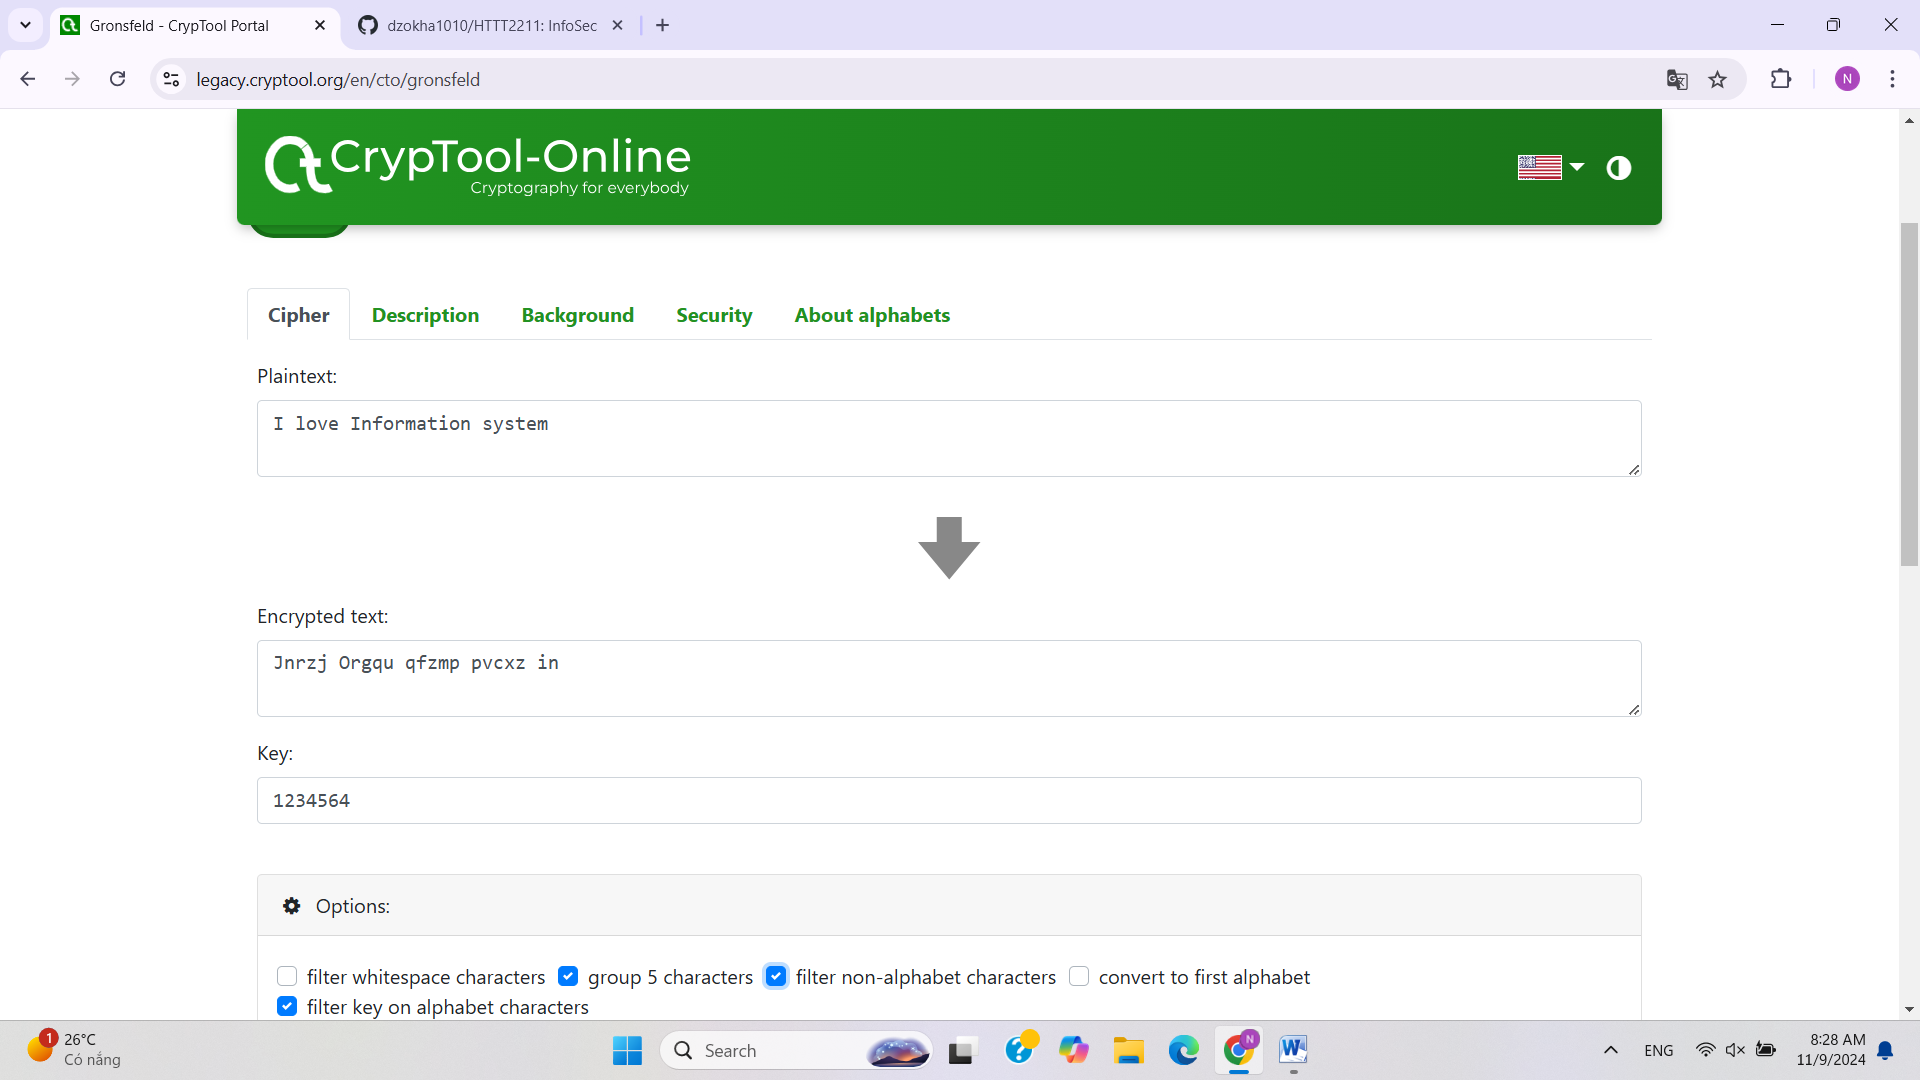 Gronsfeld - CrypTool Portal
dzokha1010/HTTT2211: InfoSec
legacy.cryptool.org/en/cto/gronsfeld
N
CrypTool-Online
Cryptography for everybody
Cipher
Description
Background
Security
About alphabets
Plaintext:
I love Information system
Encrypted text:
Jnrzj Orgqu qfzmp pvcxz in
Key:
1234564
Options:
filter whitespace characters
group 5 characters
filter non-alphabet characters
convert to first alphabet
filter key on alphabet characters
1
26°C
Có nắng
Search
N
ENG
8:28 AM
11/9/2024